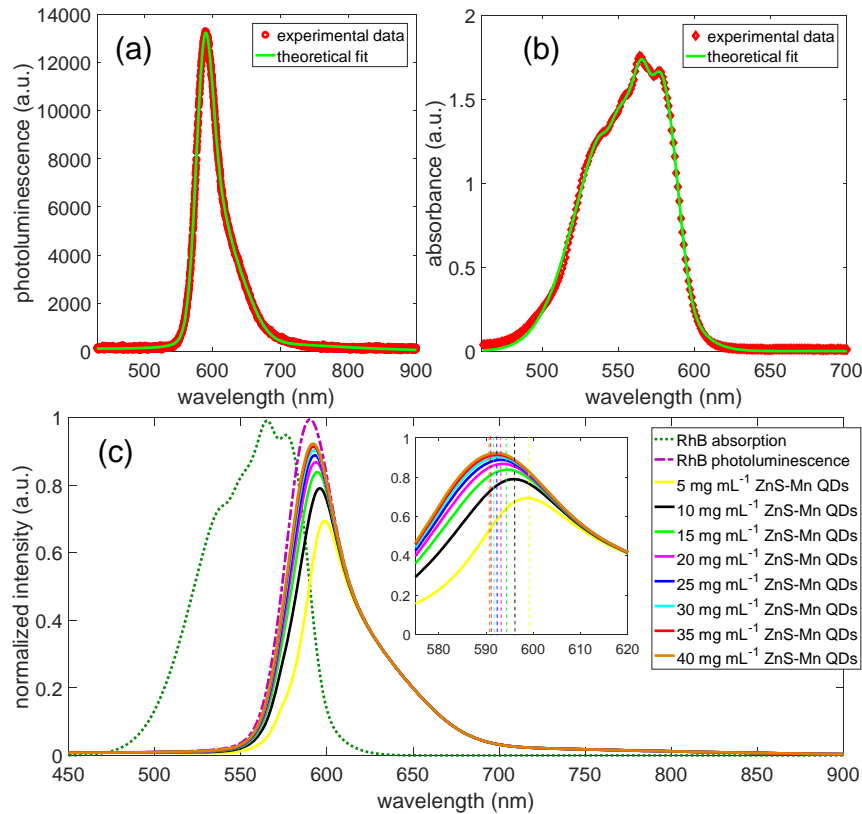 (a)
experimental data
theoretical fit
photoluminescence (a.u.)
14000
12000
10000
8000
6000
4000
2000
0
500 600 700 800 900
wavelength (nm)
(b)
experimental data
theoretical fit
absorbance (a.u.)
2
1.5
1
0.5
0
500 550 600 650 700
wavelength (nm)
(c)
normalized intensity (a.u.)
1
0.8
0.6
0.4
0.2
0
450 500 550 600 650 700 750 800 850 900
wavelength (nm)
1
0.8
0.6
0.4
0.2
0
580 590 600 610 620
RhB absorption
RhB photoluminescence
5 mg mL⁻¹ ZnS-Mn QDs
10 mg mL⁻¹ ZnS-Mn QDs
15 mg mL⁻¹ ZnS-Mn QDs
20 mg mL⁻¹ ZnS-Mn QDs
25 mg mL⁻¹ ZnS-Mn QDs
30 mg mL⁻¹ ZnS-Mn QDs
35 mg mL⁻¹ ZnS-Mn QDs
40 mg mL⁻¹ ZnS-Mn QDs